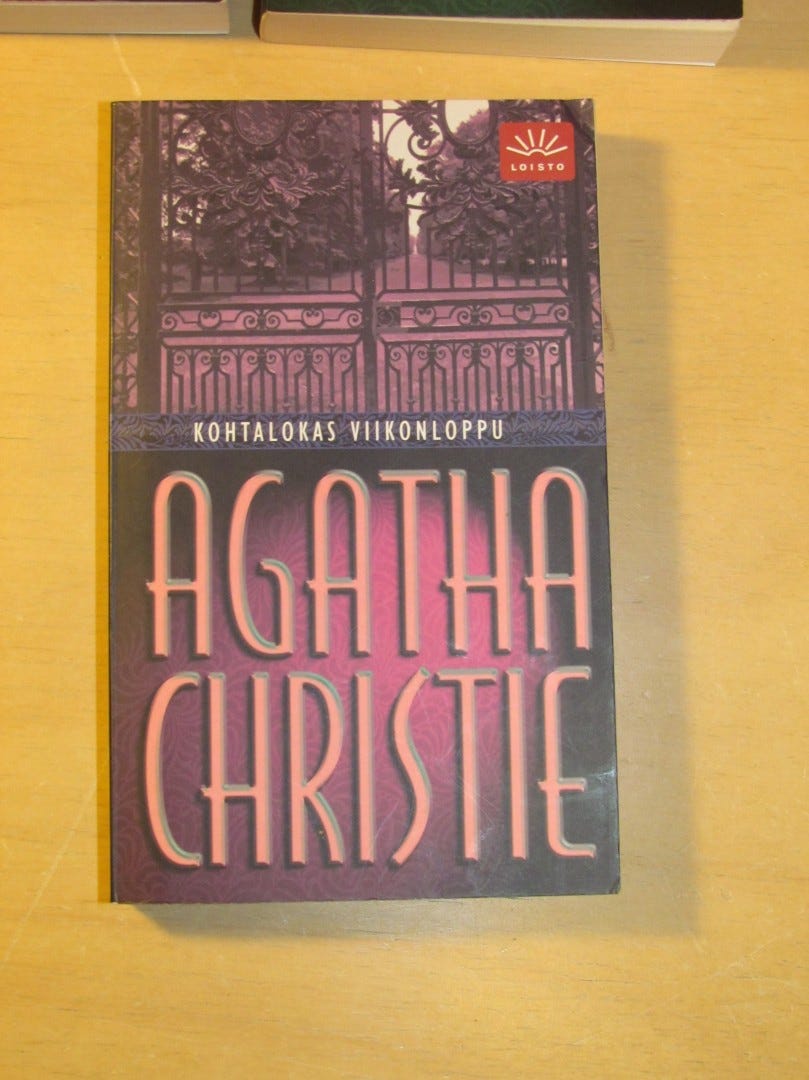 LOISTO
KOHTALOKAS VIIKONLOPPU
AGATHA
CHRISTIE